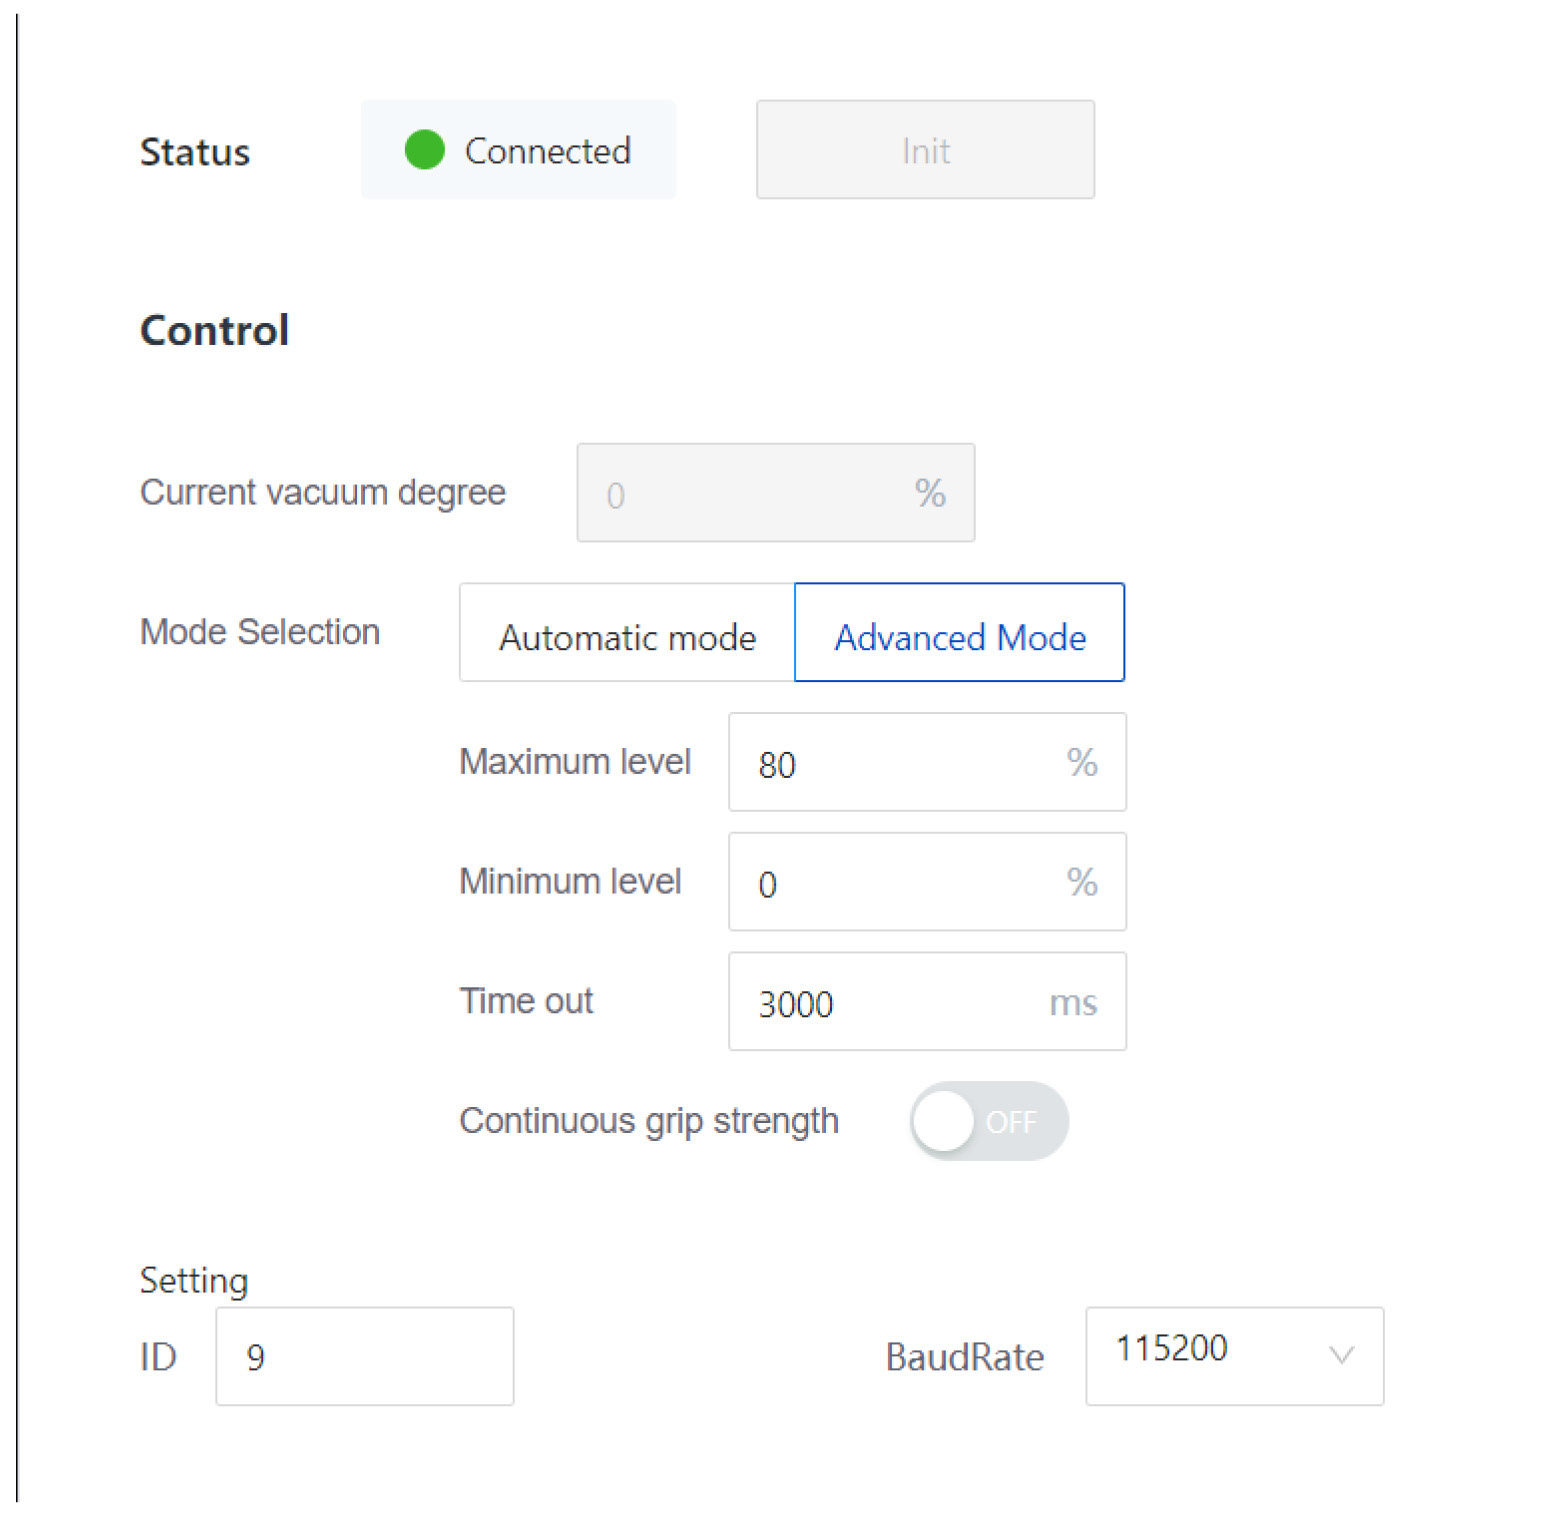 Status Connected Init
Control
Current vacuum degree 0 %
Mode Selection Automatic mode Advanced Mode
Maximum level 80 %
Minimum level 0 %
Time out 3000 ms
Continuous grip strength OFF
Setting
ID 9 BaudRate 115200